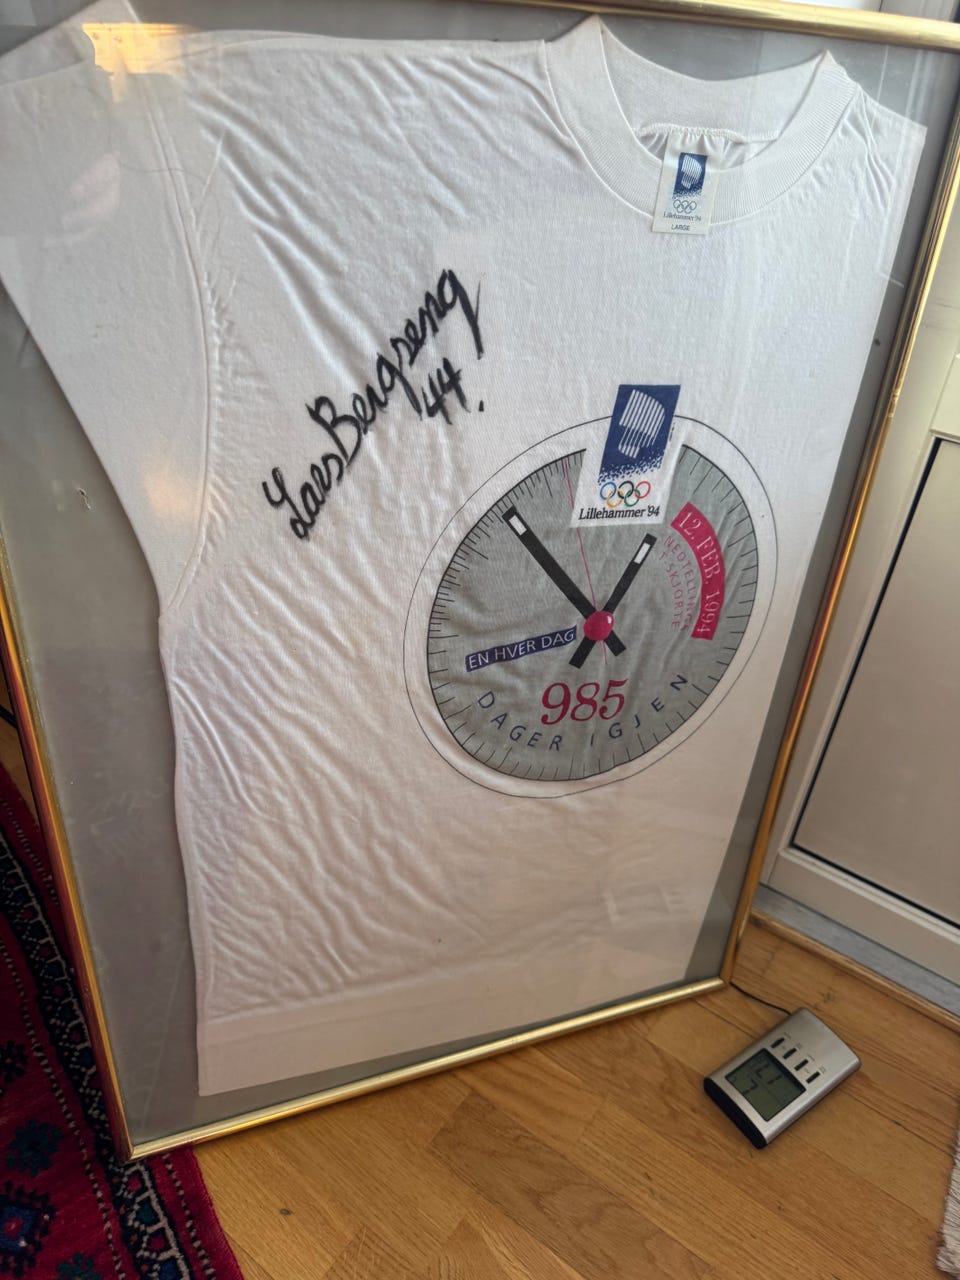 Lillehammer '94
LARGE
Lars Bergseng
44.
Lillehammer '94
12. FEB. 1994
NEDTELLINGS
T-SKJORTE
EN HVER DAG
985
DAGER IGJEN